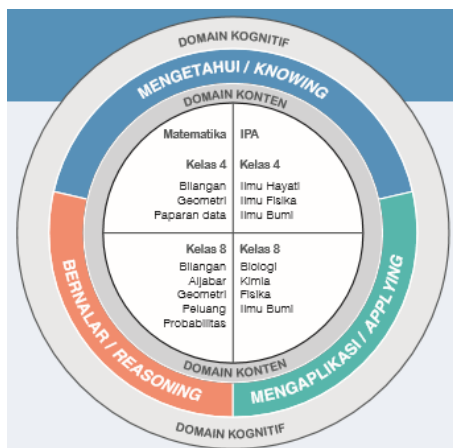 DOMAIN KOGNITIF
MENGETAHUI / KNOWING
DOMAIN KONTEN
Matematika
Kelas 4
Bilangan
Geometri
Paparan data
IPA
Kelas 4
Ilmu Hayati
Ilmu Fisika
Ilmu Bumi
Kelas 8
Bilangan
Aljabar
Geometri
Peluang
Probabilitas
Kelas 8
Biologi
Kimia
Fisika
Ilmu Bumi
BERNALAR / REASONING
MENGAPLIKASI / APPLYING
DOMAIN KONTEN
DOMAIN KOGNITIF